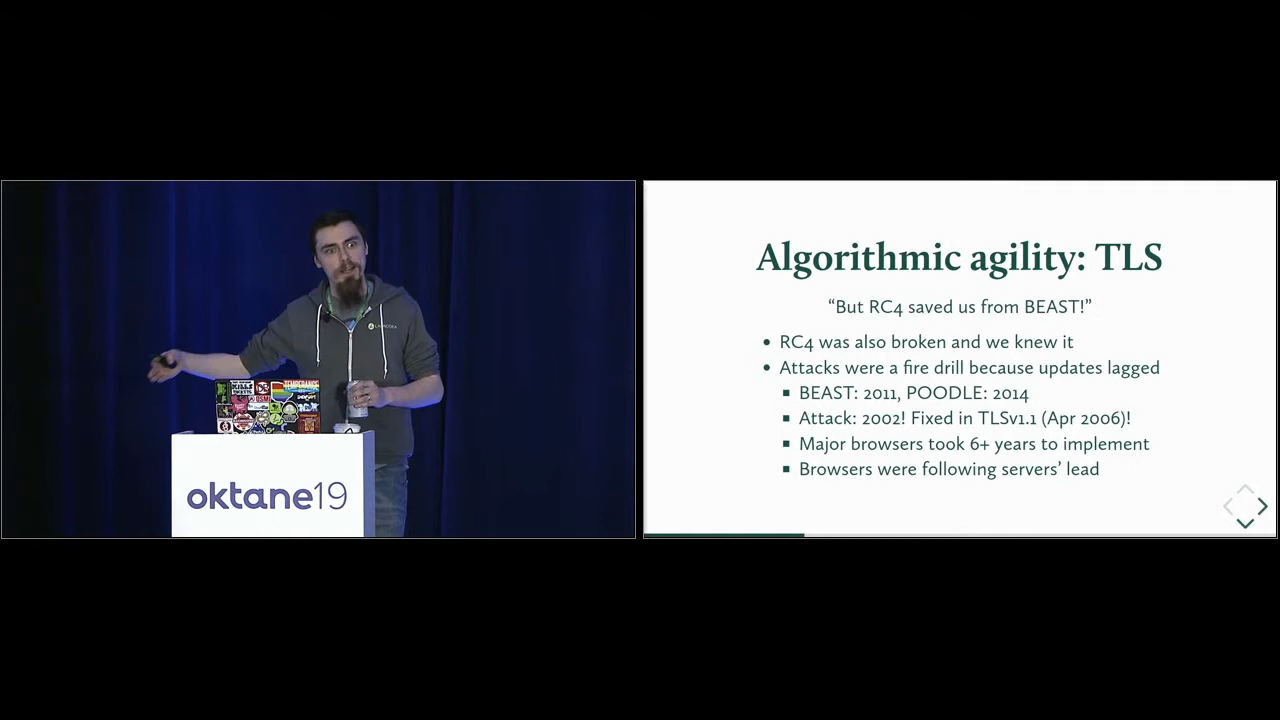 KILLS
TEMPERANCE
oktane19
Algorithmic agility: TLS
“But RC4 saved us from BEAST!”
• RC4 was also broken and we knew it
• Attacks were a fire drill because updates lagged
▪ BEAST: 2011, POODLE: 2014
▪ Attack: 2002! Fixed in TLSv1.1 (Apr 2006)!
▪ Major browsers took 6+ years to implement
▪ Browsers were following servers’ lead